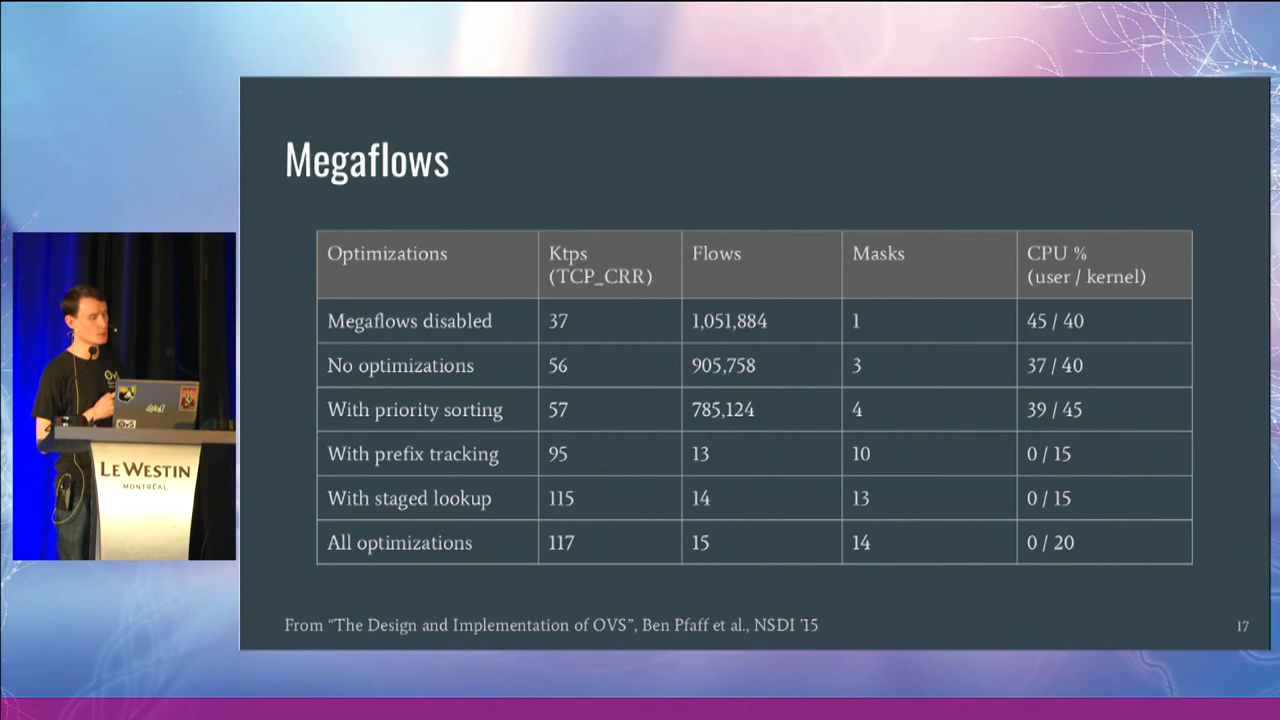 Megaflows
Optimizations
Ktps
(TCP_CRR)
Flows
Masks
CPU %
(user / kernel)
Megaflows disabled 37 1,051,884 1 45 / 40
No optimizations 56 905,758 3 37 / 40
With priority sorting 57 785,124 4 39 / 45
With prefix tracking 95 13 10 0 / 15
With staged lookup 115 14 13 0 / 15
All optimizations 117 15 14 0 / 20
From “The Design and Implementation of OVS”, Ben Pfaff et al., NSDI ’15
17
LE WESTIN
MONTRÉAL